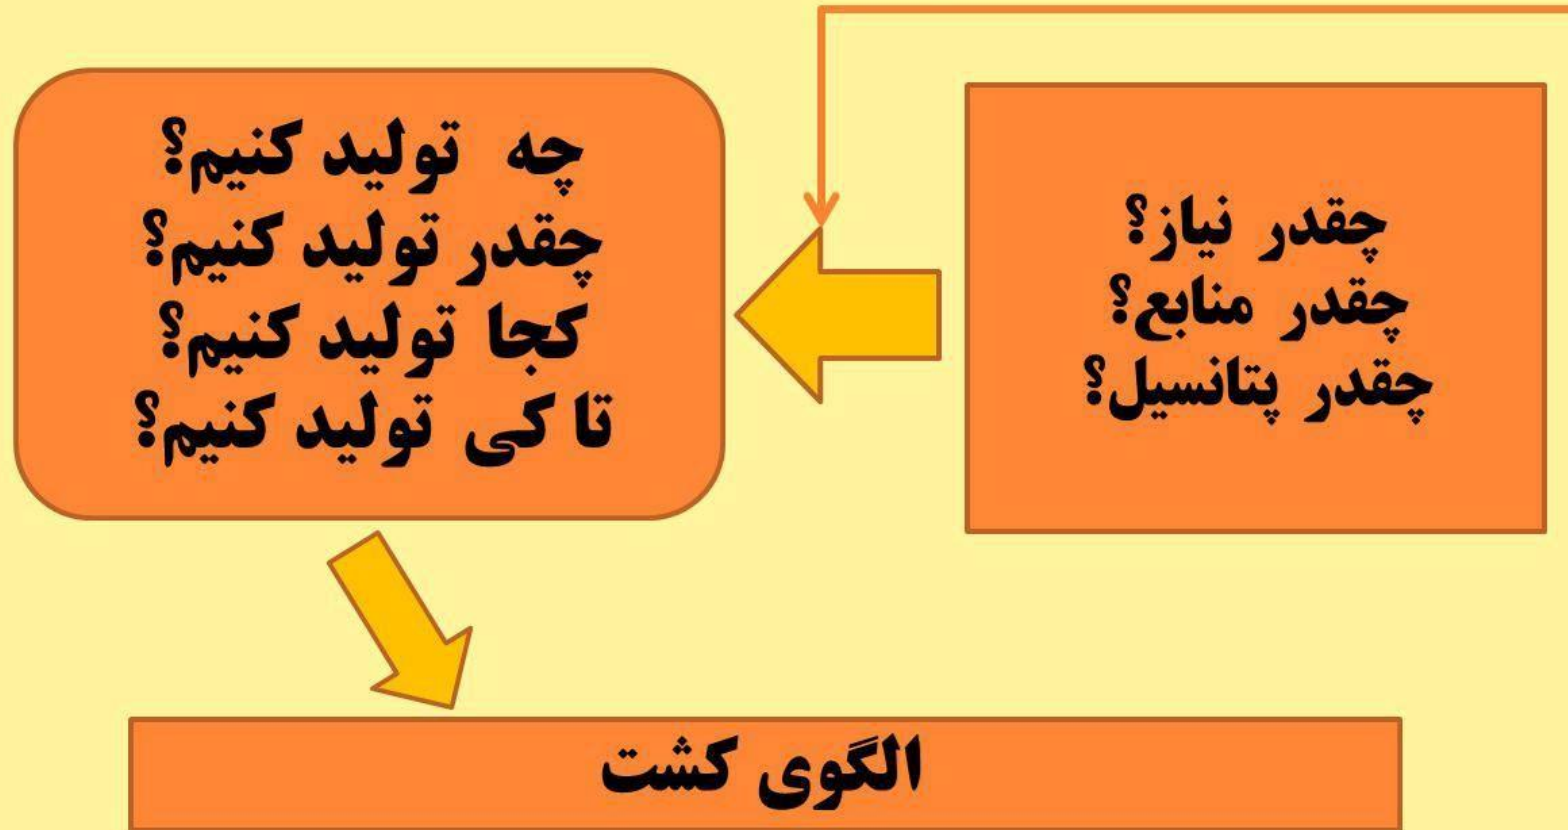 چقدر نیاز؟
چقدر منابع؟
چقدر پتانسیل؟
چه تولید کنیم؟
چقدر تولید کنیم؟
کجا تولید کنیم؟
تا کی تولید کنیم؟
الگوی کشت